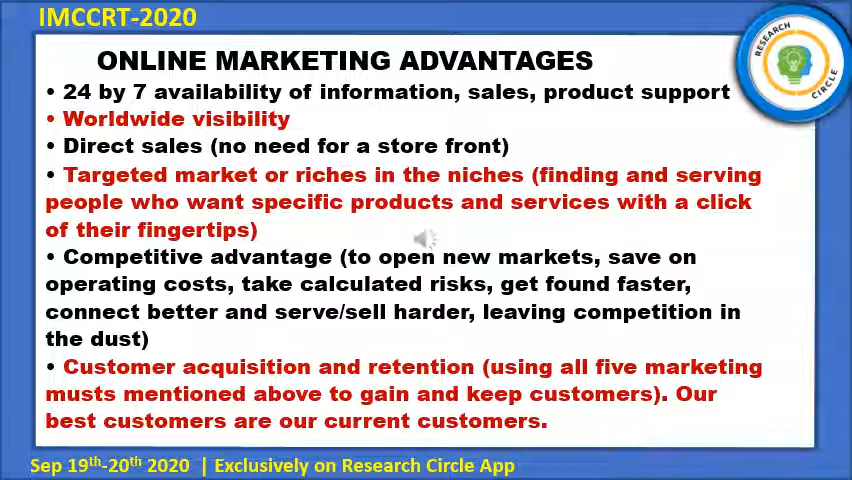 IMCCRT-2020
RESEARCH
CIRCLE
ONLINE MARKETING ADVANTAGES
• 24 by 7 availability of information, sales, product support
• Worldwide visibility
• Direct sales (no need for a store front)
• Targeted market or riches in the niches (finding and serving
people who want specific products and services with a click
of their fingertips)
• Competitive advantage (to open new markets, save on
operating costs, take calculated risks, get found faster,
connect better and serve/sell harder, leaving competition in
the dust)
• Customer acquisition and retention (using all five marketing
musts mentioned above to gain and keep customers). Our
best customers are our current customers.
Sep 19th-20th 2020 | Exclusively on Research Circle App